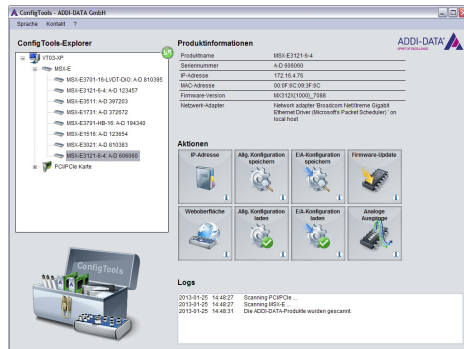 ConfigTools - ADDI-DATA GmbH
Sprache Kontakt ?
ConfigTools-Explorer
VT03-XP
MSX-E
MSX-E3701-16-LVDT-DIO: A-D 810395
MSX-E3121-6-4: A-D 123457
MSX-E3511: A-D 397203
MSX-E1731: A-D 372672
MSX-E3701-HB-16: A-D 194340
MSX-E1516: A-D 123654
MSX-E3021: A-D 810383
MSX-E3121-6-4: A-D 606060
PCI/PCIe Karte
ConfigTools
ADDI-DATA
SPIRIT OF EXCELLENCE
Produktinformationen
Produktname MSX-E3121-6-4
Seriennummer A-D 606060
IP-Adresse 172.16.4.76
MAC-Adresse 00:0F:6C:09:3F:9C
Firmware-Version MX312X(1000)_7068
Netzwerk-Adapter Network adapter 'Broadcom NetXtreme Gigabit
Ethernet Driver (Microsoft's Packet Scheduler) ' on
local host
Aktionen
IP-Adresse
Allg. Konfiguration
speichern
E/A-Konfiguration
speichern
Firmware-Update
Weboberfläche
Allg. Konfiguration
laden
E/A-Konfiguration
laden
Analoge
Ausgänge
Logs
2013-01-25 14:48:27 Scanning PCI/PCIe ...
2013-01-25 14:48:27 Scanning MSX-E ...
2013-01-25 14:48:31 Die ADDI-DATA-Produkte wurden gescannt.